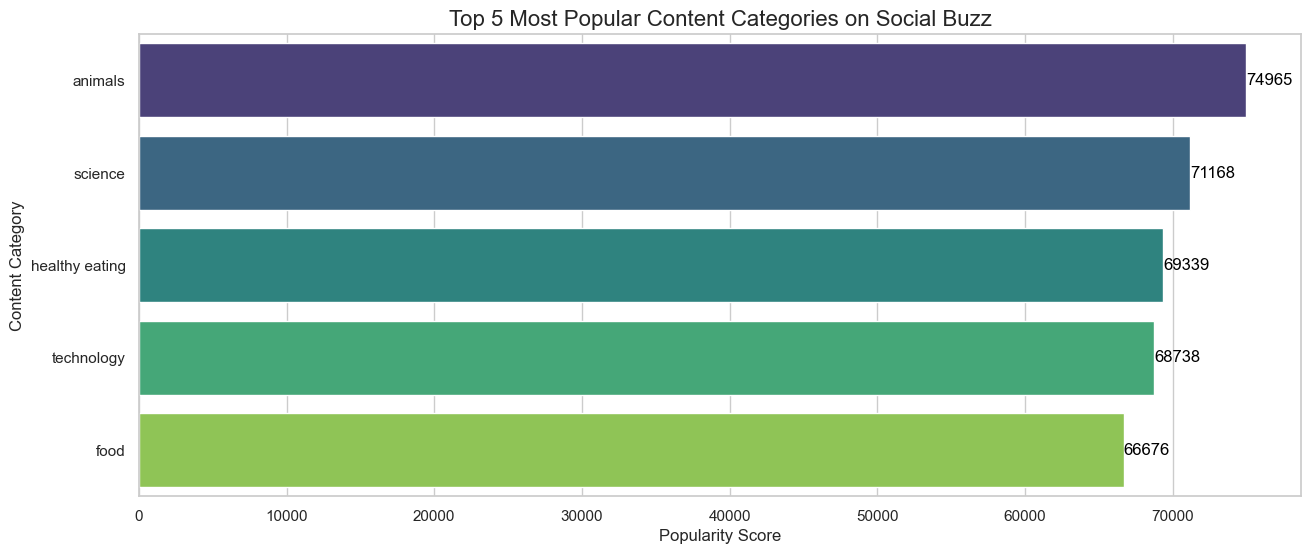 Top 5 Most Popular Content Categories on Social Buzz
Content Category
animals 74965
science 71168
healthy eating 69339
technology 68738
food 66676
0 10000 20000 30000 40000 50000 60000 70000
Popularity Score